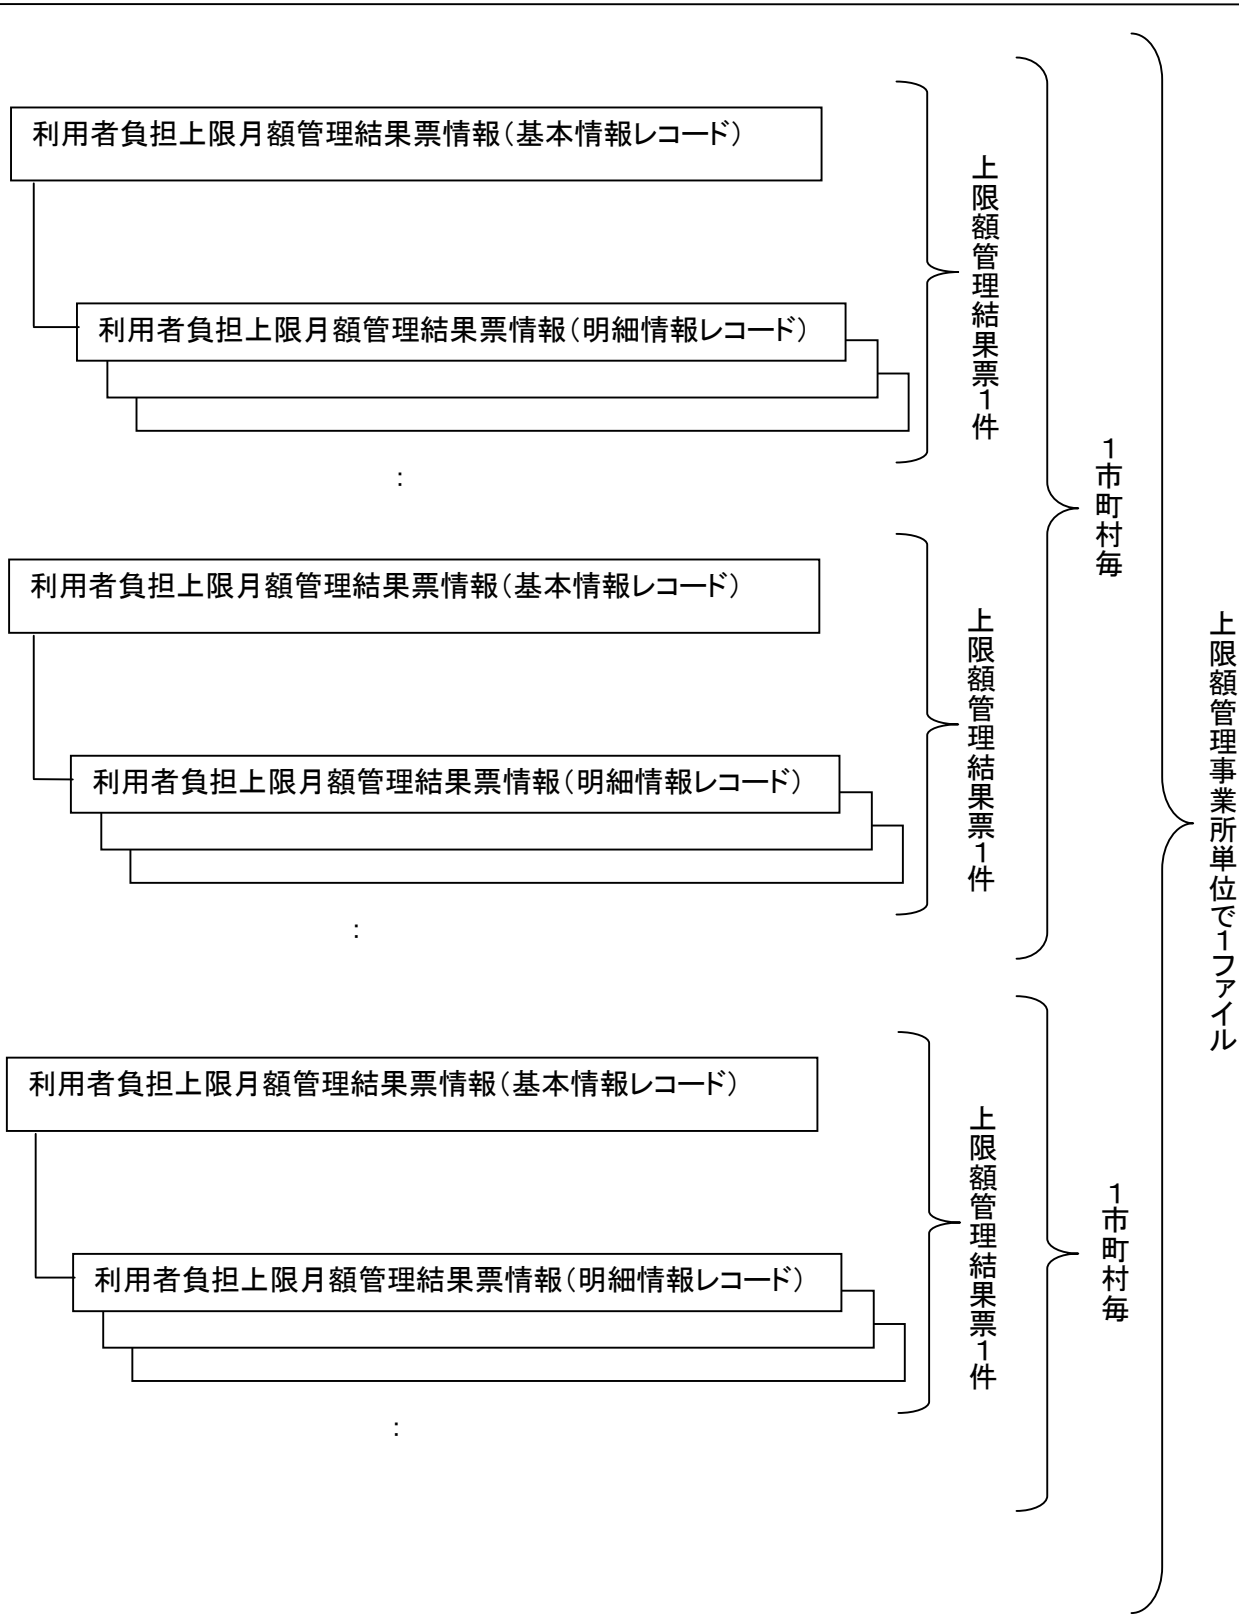 利用者負担上限月額管理結果票情報（基本情報レコード）
利用者負担上限月額管理結果票情報（明細情報レコード）
：
上限額管理結果票１件
利用者負担上限月額管理結果票情報（基本情報レコード）
利用者負担上限月額管理結果票情報（明細情報レコード）
：
上限額管理結果票１件
１市町村毎
利用者負担上限月額管理結果票情報（基本情報レコード）
利用者負担上限月額管理結果票情報（明細情報レコード）
：
上限額管理結果票１件
１市町村毎
上限額管理事業所単位で１ファイル